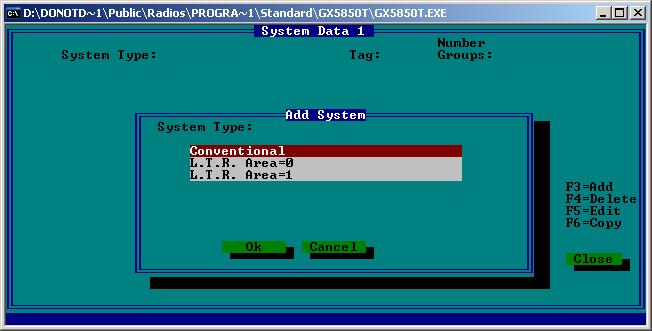 D:\DONOTD~1\Public\Radios\PROGRA~1\Standard\GX5850T\GX5850T.EXE
System Data 1
Number
System Type: Tag: Groups:
Add System
System Type:
Conventional
L.T.R. Area=0
L.T.R. Area=1
F3=Add
F4=Delete
F5=Edit
F6=Copy
Ok Cancel
Close